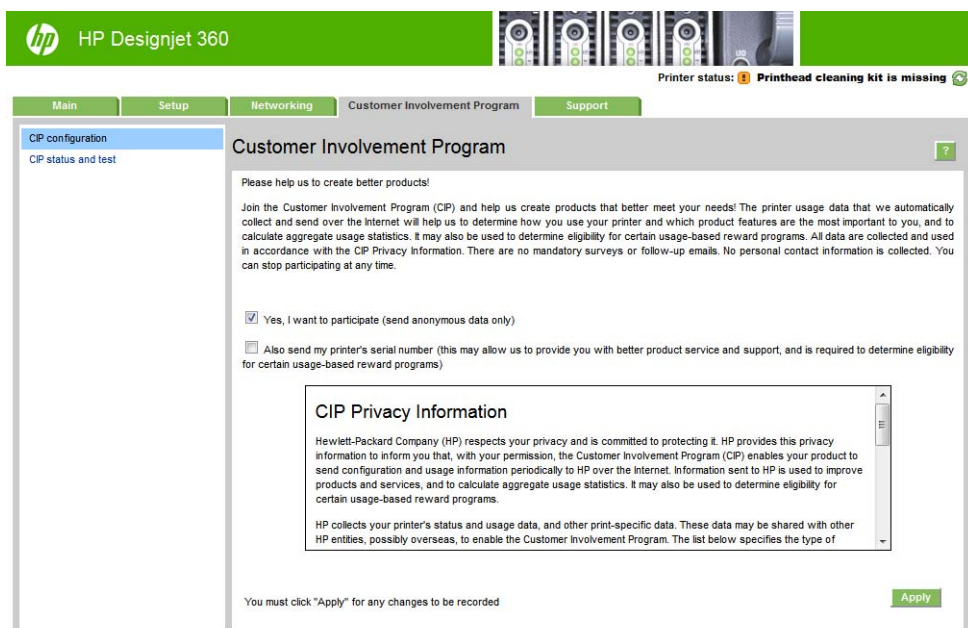 hp HP Designjet 360
Printer status: Printhead cleaning kit is missing
Main Setup Networking Customer Involvement Program Support
CIP configuration
CIP status and test
Customer Involvement Program
?
Please help us to create better products!
Join the Customer Involvement Program (CIP) and help us create products that better meet your needs! The printer usage data that we automatically
collect and send over the Internet will help us to determine how you use your printer and which product features are the most important to you, and to
calculate aggregate usage statistics. It may also be used to determine eligibility for certain usage-based reward programs. All data are collected and used
in accordance with the CIP Privacy Information. There are no mandatory surveys or follow-up emails. No personal contact information is collected. You
can stop participating at any time.
Yes, I want to participate (send anonymous data only)
Also send my printer's serial number (this may allow us to provide you with better product service and support, and is required to determine eligibility
for certain usage-based reward programs)
CIP Privacy Information
Hewlett-Packard Company (HP) respects your privacy and is committed to protecting it. HP provides this privacy
information to inform you that, with your permission, the Customer Involvement Program (CIP) enables your product to
send configuration and usage information periodically to HP over the Internet. Information sent to HP is used to improve
products and services, and to calculate aggregate usage statistics. It may also be used to determine eligibility for
certain usage-based reward programs.
HP collects your printer's status and usage data, and other print-specific data. These data may be shared with other
HP entities, possibly overseas, to enable the Customer Involvement Program. The list below specifies the type of
You must click "Apply" for any changes to be recorded
Apply